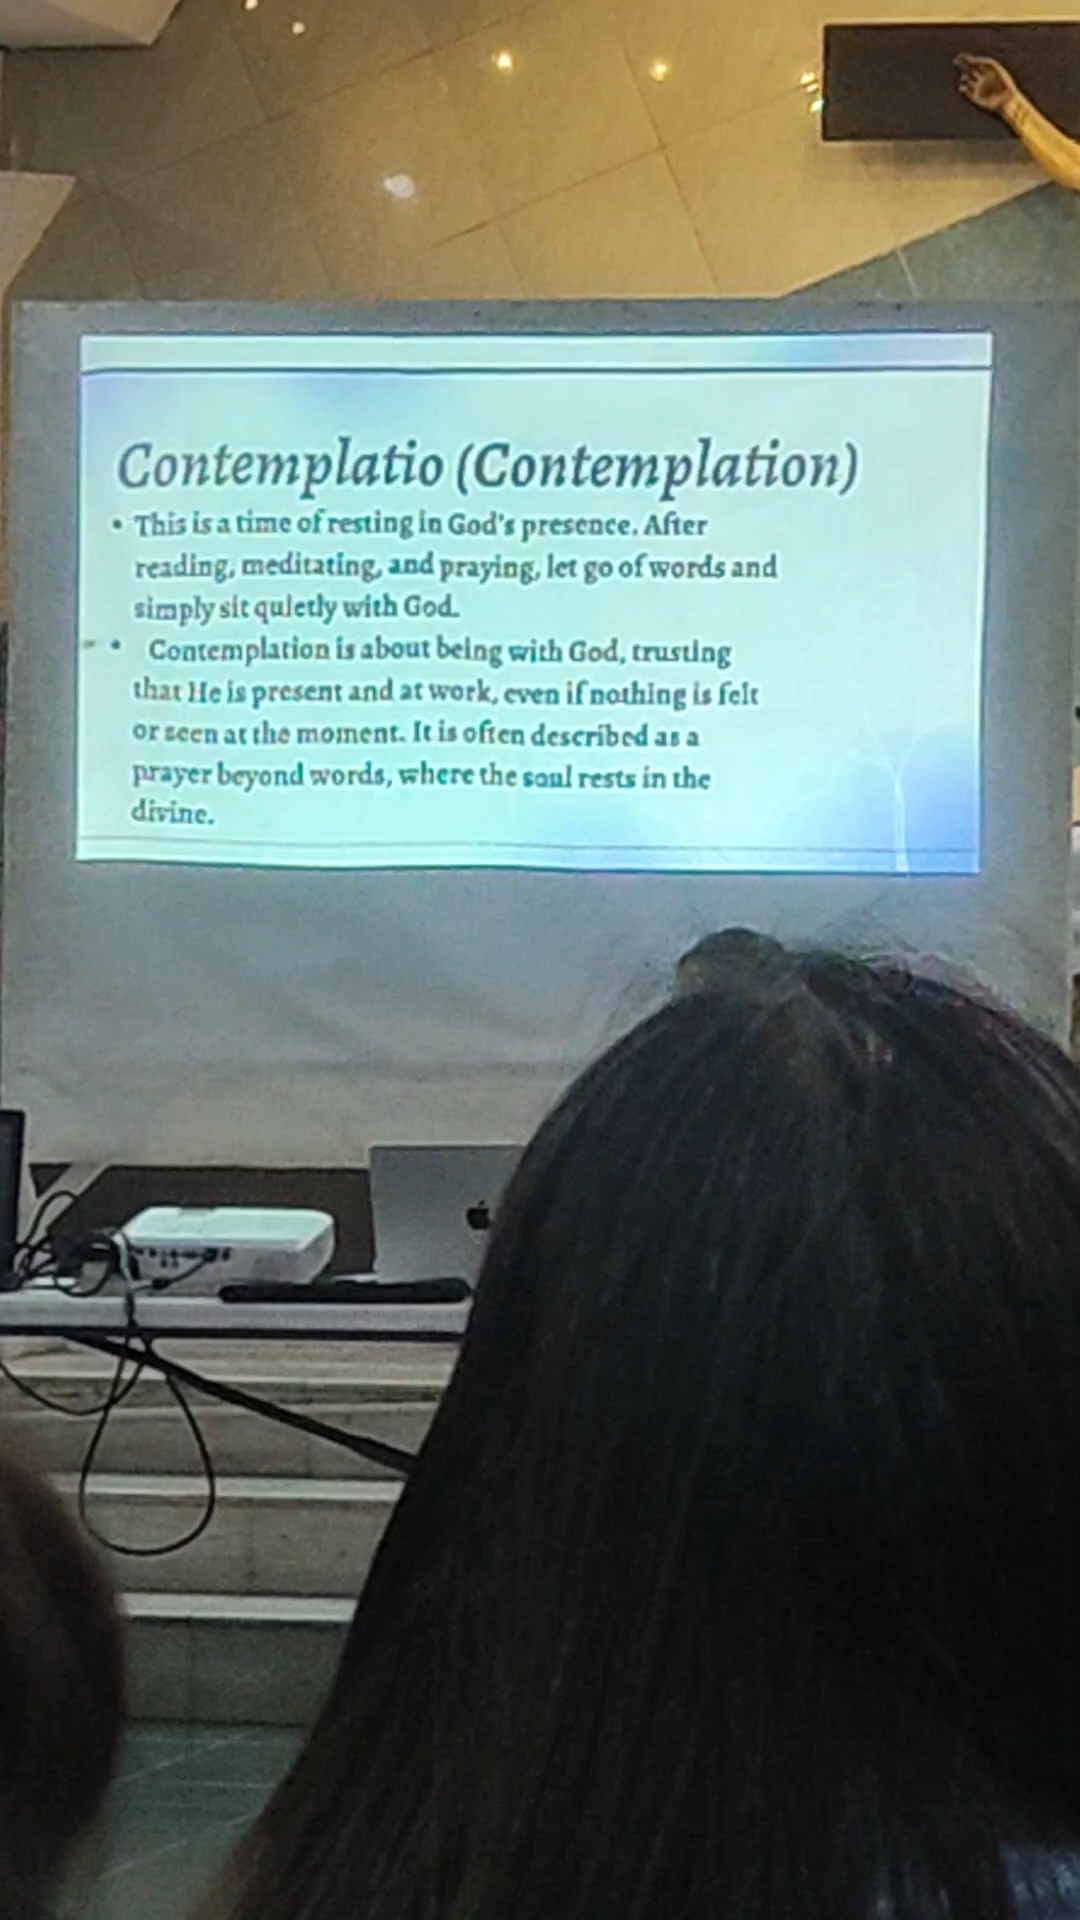 Contemplatio (Contemplation)
• This is a time of resting in God's presence. After
reading, meditating, and praying, let go of words and
simply sit quietly with God.
• Contemplation is about being with God, trusting
that He is present and at work, even if nothing is felt
or seen at the moment. It is often described as a
prayer beyond words, where the soul rests in the
divine.